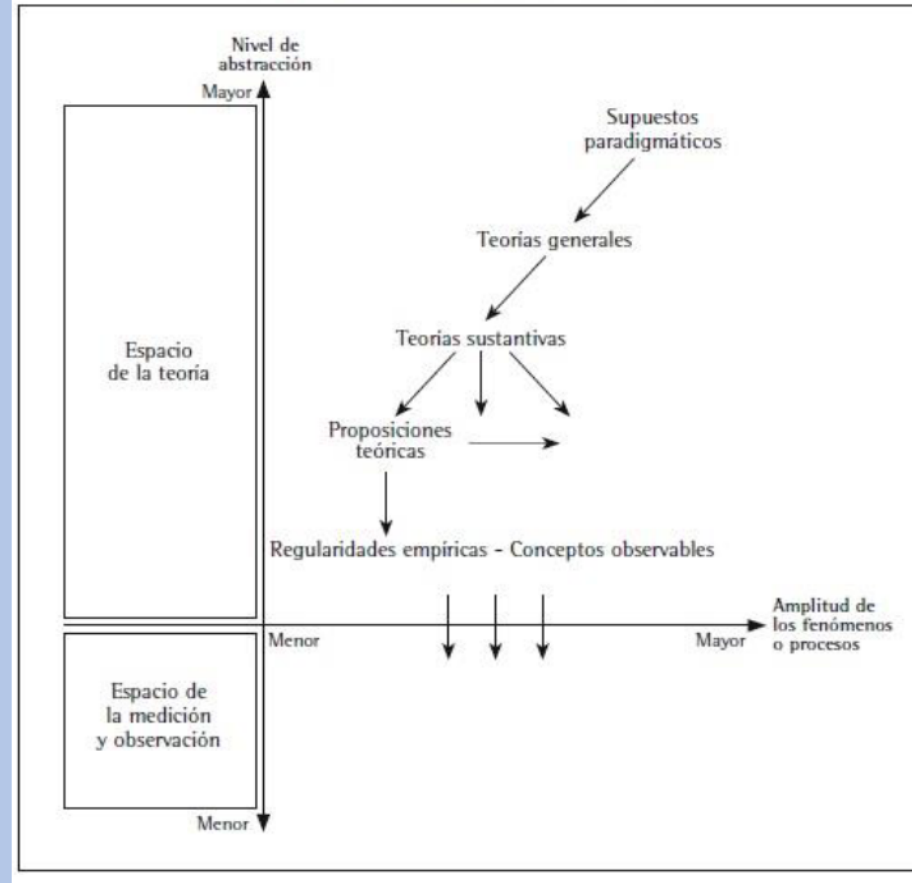 Nivel de
abstracción
Mayor
Supuestos
paradigmáticos
Teorías generales
Teorías sustantivas
Espacio
de la teoría
Proposiciones
teóricas
Regularidades empíricas - Conceptos observables
Menor
Mayor
Amplitud de
los fenómenos
o procesos
Espacio de
la medición
y observación
Menor